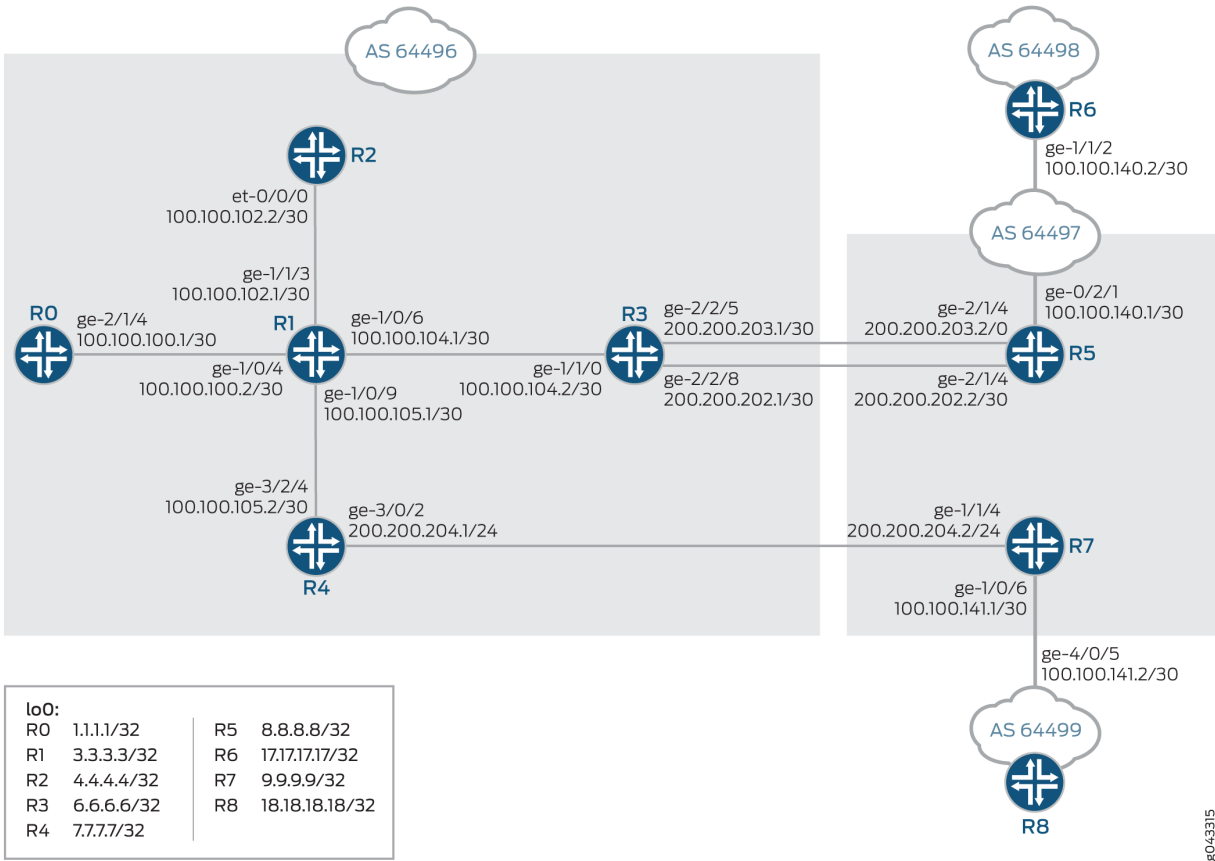 AS 64496
AS 64498
R6
ge-1/1/2
100.100.140.2/30
R2
et-0/0/0
100.100.102.2/30
AS 64497
ge-1/1/3
100.100.102.1/30
ge-0/2/1
100.100.140.1/30
R0
ge-2/1/4
100.100.100.1/30
R1
ge-1/0/6
100.100.104.1/30
ge-1/0/4
100.100.100.2/30
ge-1/0/9
100.100.105.1/30
R3
ge-2/2/5
200.200.203.1/30
ge-1/1/0
100.100.104.2/30
ge-2/2/8
200.200.202.1/30
ge-2/1/4
200.200.203.2/0
R5
ge-2/1/4
200.200.202.2/30
ge-3/2/4
100.100.105.2/30
ge-3/0/2
200.200.204.1/24
R4
ge-1/1/4
200.200.204.2/24
R7
ge-1/0/6
100.100.141.1/30
ge-4/0/5
100.100.141.2/30
AS 64499
R8
lo0:
R0 1.1.1.1/32
R1 3.3.3.3/32
R2 4.4.4.4/32
R3 6.6.6.6/32
R4 7.7.7.7/32
R5 8.8.8.8/32
R6 17.17.17.17/32
R7 9.9.9.9/32
R8 18.18.18.18/32
g043315